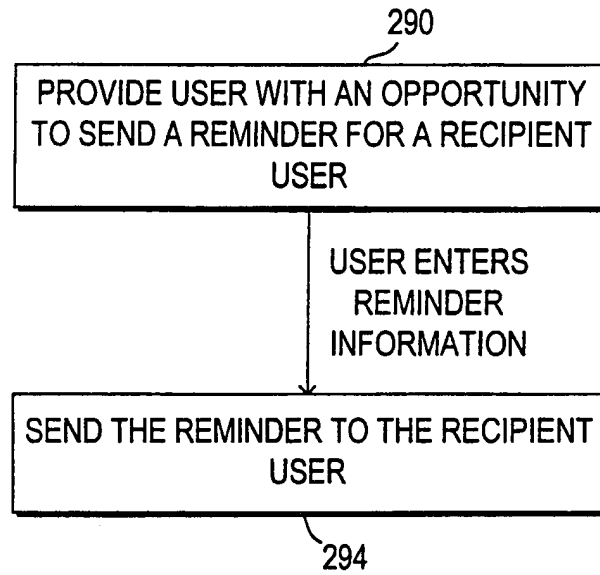 290
PROVIDE USER WITH AN OPPORTUNITY
TO SEND A REMINDER FOR A RECIPIENT
USER
USER ENTERS
REMINDER
INFORMATION
SEND THE REMINDER TO THE RECIPIENT
USER
294